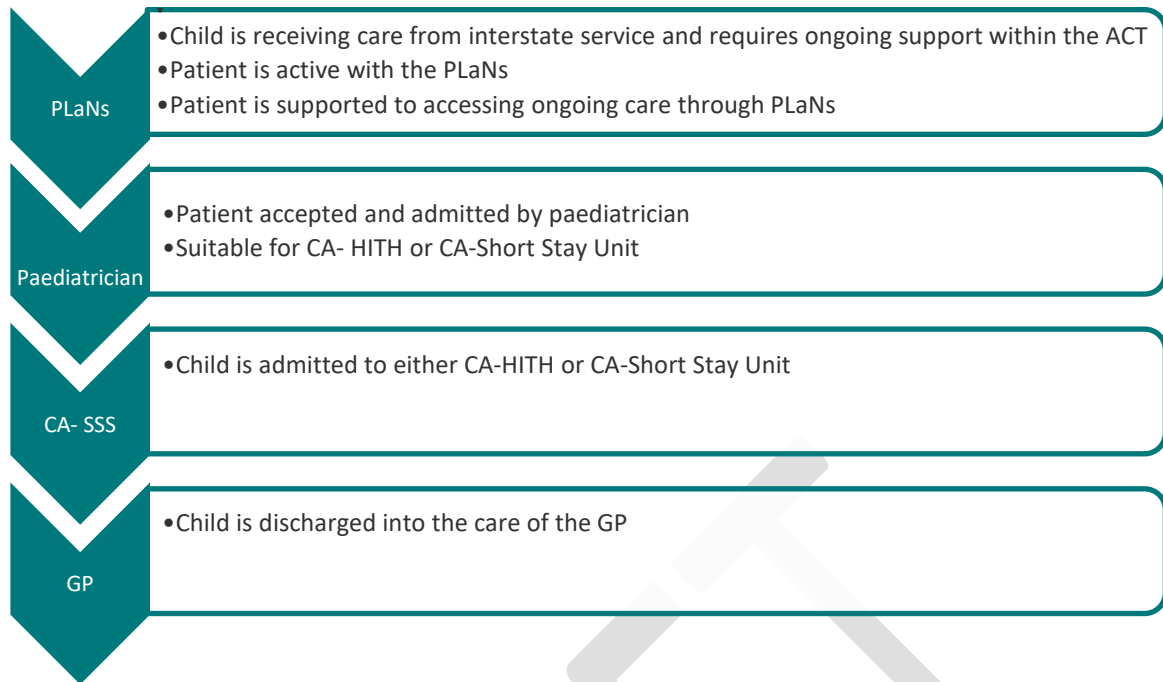 •Child is receiving care from interstate service and requires ongoing support within the ACT
•Patient is active with the PLaNs
•Patient is supported to accessing ongoing care through PLaNs
PLaNs
•Patient accepted and admitted by paediatrician
•Suitable for CA- HITH or CA-Short Stay Unit
Paediatrician
•Child is admitted to either CA-HITH or CA-Short Stay Unit
CA- SSS
•Child is discharged into the care of the GP
GP